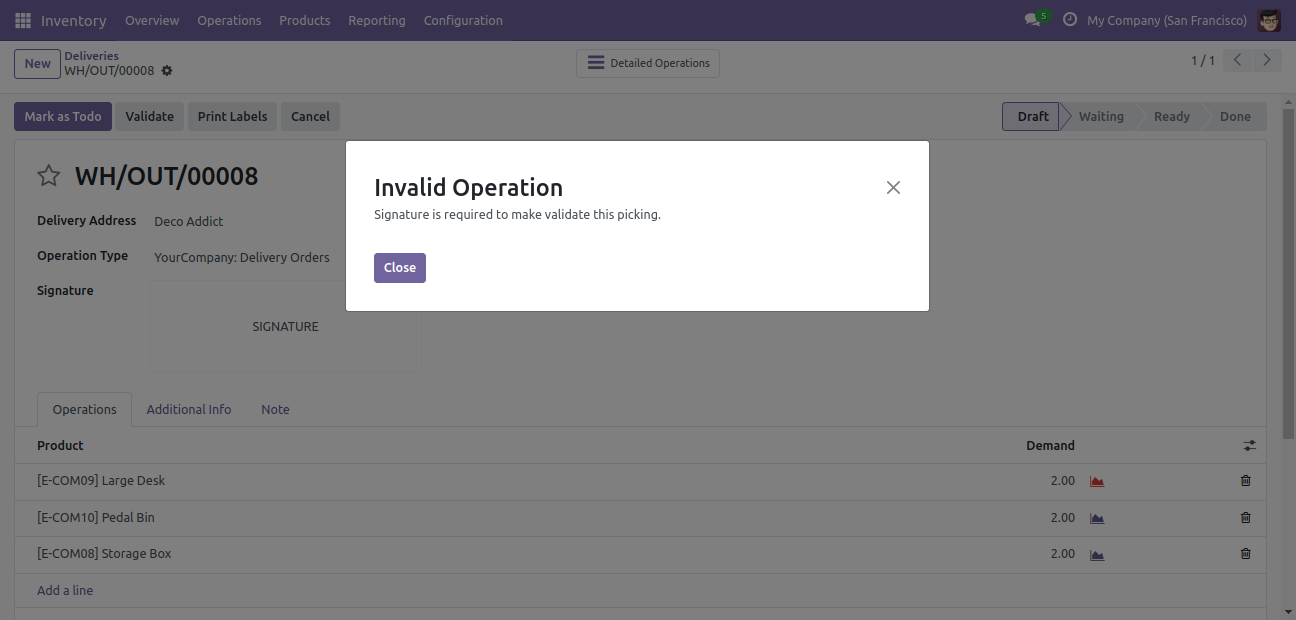 Inventory Overview Operations Products Reporting Configuration 5 My Company (San Francisco)
New Deliveries
WH/OUT/00008
Detailed Operations
1 / 1
Mark as Todo Validate Print Labels Cancel Draft Waiting Ready Done
WH/OUT/00008
Invalid Operation
Signature is required to make validate this picking.
Close
Delivery Address Deco Addict
Operation Type YourCompany: Delivery Orders
Signature
SIGNATURE
Operations Additional Info Note
Product Demand
[E-COM09] Large Desk 2.00
[E-COM10] Pedal Bin 2.00
[E-COM08] Storage Box 2.00
Add a line